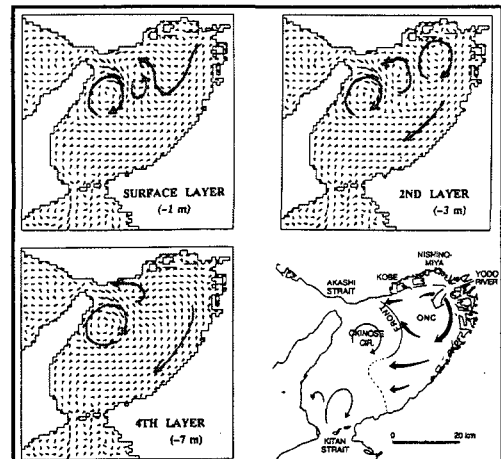 SURFACE LAYER
(-1 m)
2ND LAYER
(-3 m)
4TH LAYER
(-7 m)
NISHINO-
MIYA
YODO
RIVER
KOBE
AKASHI
STRAIT
ONC
FRONT
OKINOSE
CIR.
KITAN
STRAIT
0 20 km